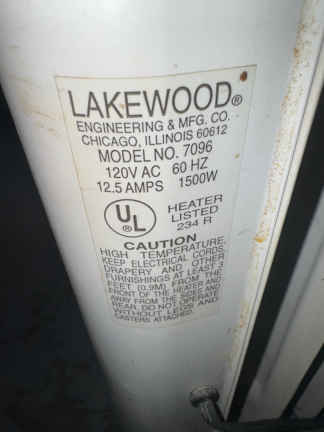 LAKEWOOD®
ENGINEERING & MFG. CO.
CHICAGO, ILLINOIS 60612
MODEL NO. 7096
120V AC 60 HZ
12.5 AMPS 1500W
UL®
HEATER
LISTED
234 R
CAUTION
HIGH TEMPERATURE,
KEEP ELECTRICAL CORDS,
DRAPERY AND OTHER
FURNISHINGS AT LEAST 3
FEET (0.9M) FROM THE
FRONT OF THE HEATER AND
AWAY FROM THE SIDES AND
REAR. DO NOT OPERATE
WITHOUT LEGS AND
CASTERS ATTACHED.